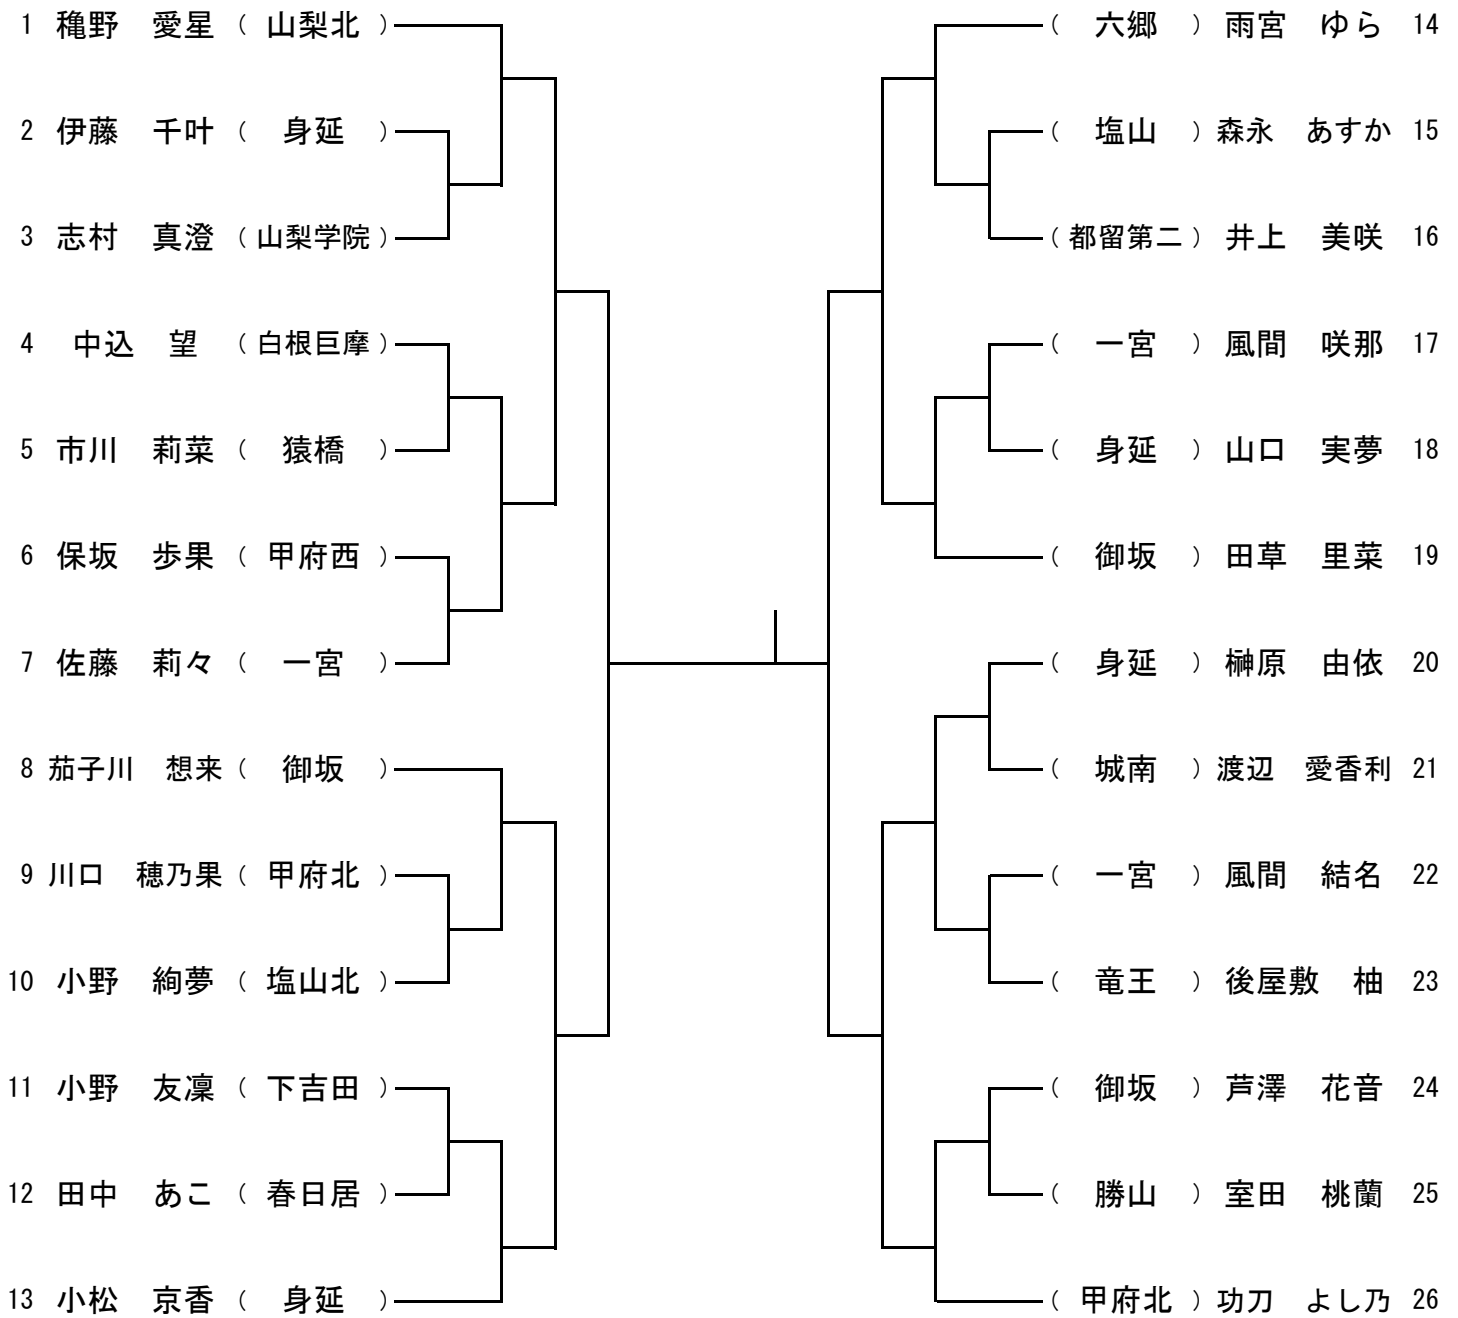 1 穐野　愛星 ( 山梨北 )
2 伊藤　千叶 ( 身延 )
3 志村　真澄 ( 山梨学院 )
4 中込　望 ( 白根巨摩 )
5 市川　莉菜 ( 猿橋 )
6 保坂　歩果 ( 甲府西 )
7 佐藤　莉々 ( 一宮 )
8 茄子川　想来 ( 御坂 )
9 川口　穂乃果 ( 甲府北 )
10 小野　絢夢 ( 塩山北 )
11 小野　友凜 ( 下吉田 )
12 田中　あこ ( 春日居 )
13 小松　京香 ( 身延 )
( 六郷 ) 雨宮　ゆら 14
( 塩山 ) 森永　あすか 15
( 都留第二 ) 井上　美咲 16
( 一宮 ) 風間　咲那 17
( 身延 ) 山口　実夢 18
( 御坂 ) 田草　里菜 19
( 身延 ) 榊原　由依 20
( 城南 ) 渡辺　愛香利 21
( 一宮 ) 風間　結名 22
( 竜王 ) 後屋敷　柚 23
( 御坂 ) 芦澤　花音 24
( 勝山 ) 室田　桃蘭 25
( 甲府北 ) 功刀　よし乃 26